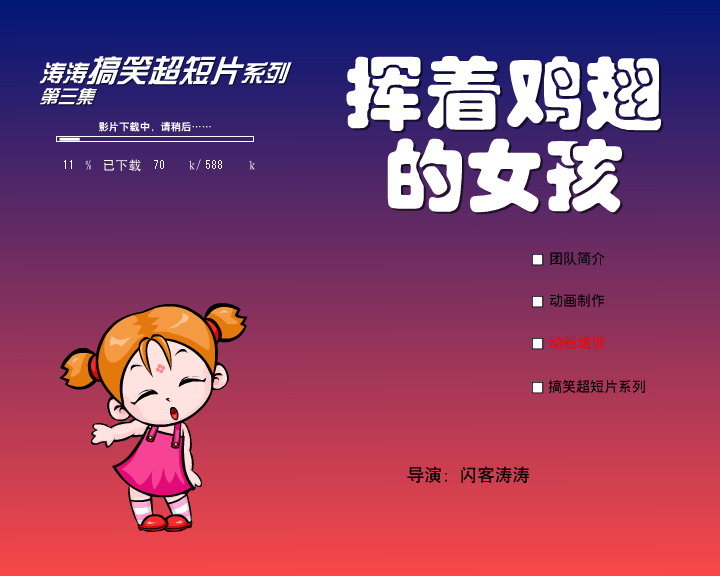 涛涛搞笑超短片系列
第三集
影片下载中，请稍后……
11 % 已下载 70 k/588 k
挥着鸡翅
的女孩
团队简介
动画制作
动画培训
搞笑超短片系列
导演：闪客涛涛